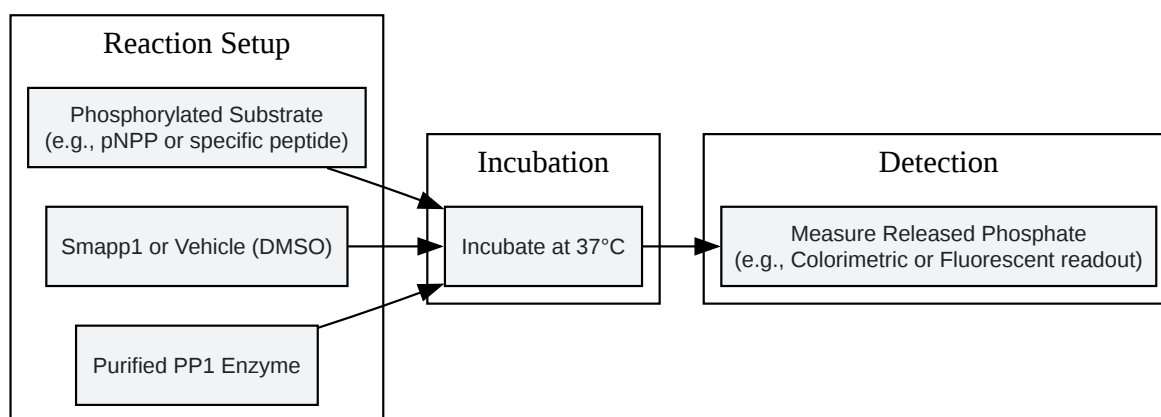 Reaction Setup
Phosphorylated Substrate
(e.g., pNPP or specific peptide)
Smapp1 or Vehicle (DMSO)
Purified PP1 Enzyme
Incubation
Incubate at 37°C
Detection
Measure Released Phosphate
(e.g., Colorimetric or Fluorescent readout)